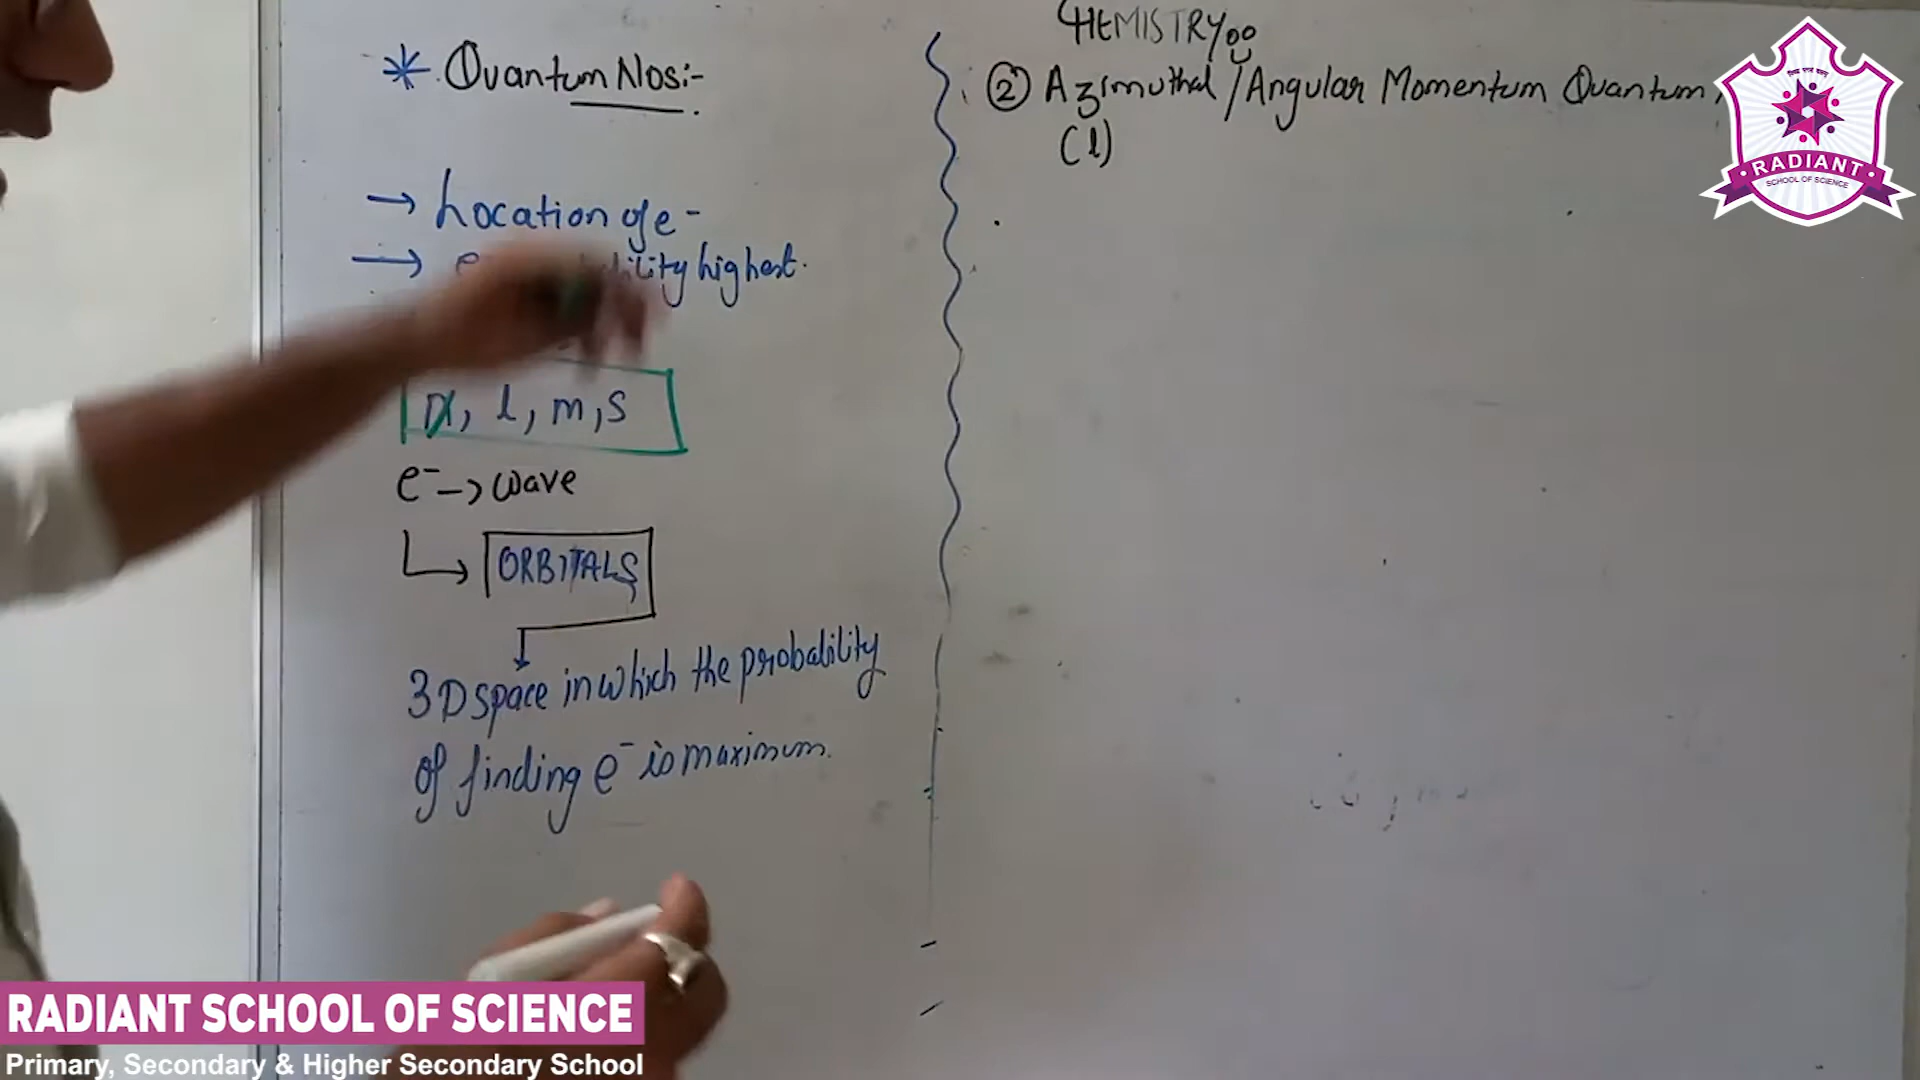 CHEMISTRY
* Quantum Nos:-
→ Location of e-
→ highest.
n, l, m, s
e⁻ → wave
ORBITALS
3D space in which the probability
of finding e⁻ is maximum.
② Azimuthal / Angular Momentum Quantum
(l)
RADIANT
SCHOOL OF SCIENCE
RADIANT SCHOOL OF SCIENCE
Primary, Secondary & Higher Secondary School